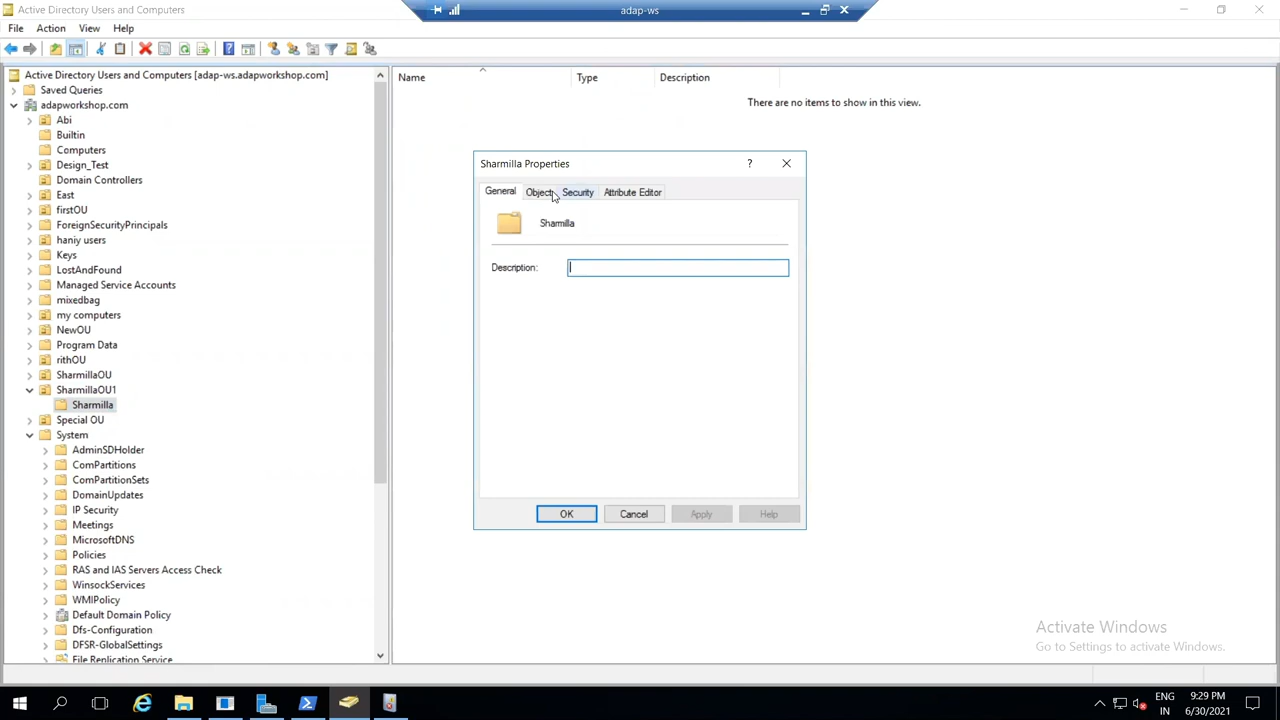 Active Directory Users and Computers
adap-ws
File Action View Help
Active Directory Users and Computers [adap-ws.adapworkshop.com]
Saved Queries
adapworkshop.com
Abi
Builtin
Computers
Design_Test
Domain Controllers
East
firstOU
ForeignSecurityPrincipals
haniy users
Keys
LostAndFound
Managed Service Accounts
mixedbag
my computers
NewOU
Program Data
rithOU
SharmillaOU
SharmillaOU1
Sharmilla
Special OU
System
AdminSDHolder
ComPartitions
ComPartitionSets
DomainUpdates
IP Security
Meetings
MicrosoftDNS
Policies
RAS and IAS Servers Access Check
WinsockServices
WMIPolicy
Default Domain Policy
Dfs-Configuration
DFSR-GlobalSettings
File Replication Service
Name Type Description
There are no items to show in this view.
Sharmilla Properties
?
General Object Security Attribute Editor
Sharmilla
Description:
OK Cancel Apply Help
Activate Windows
Go to Settings to activate Windows.
ENG 9:29 PM
IN 6/30/2021